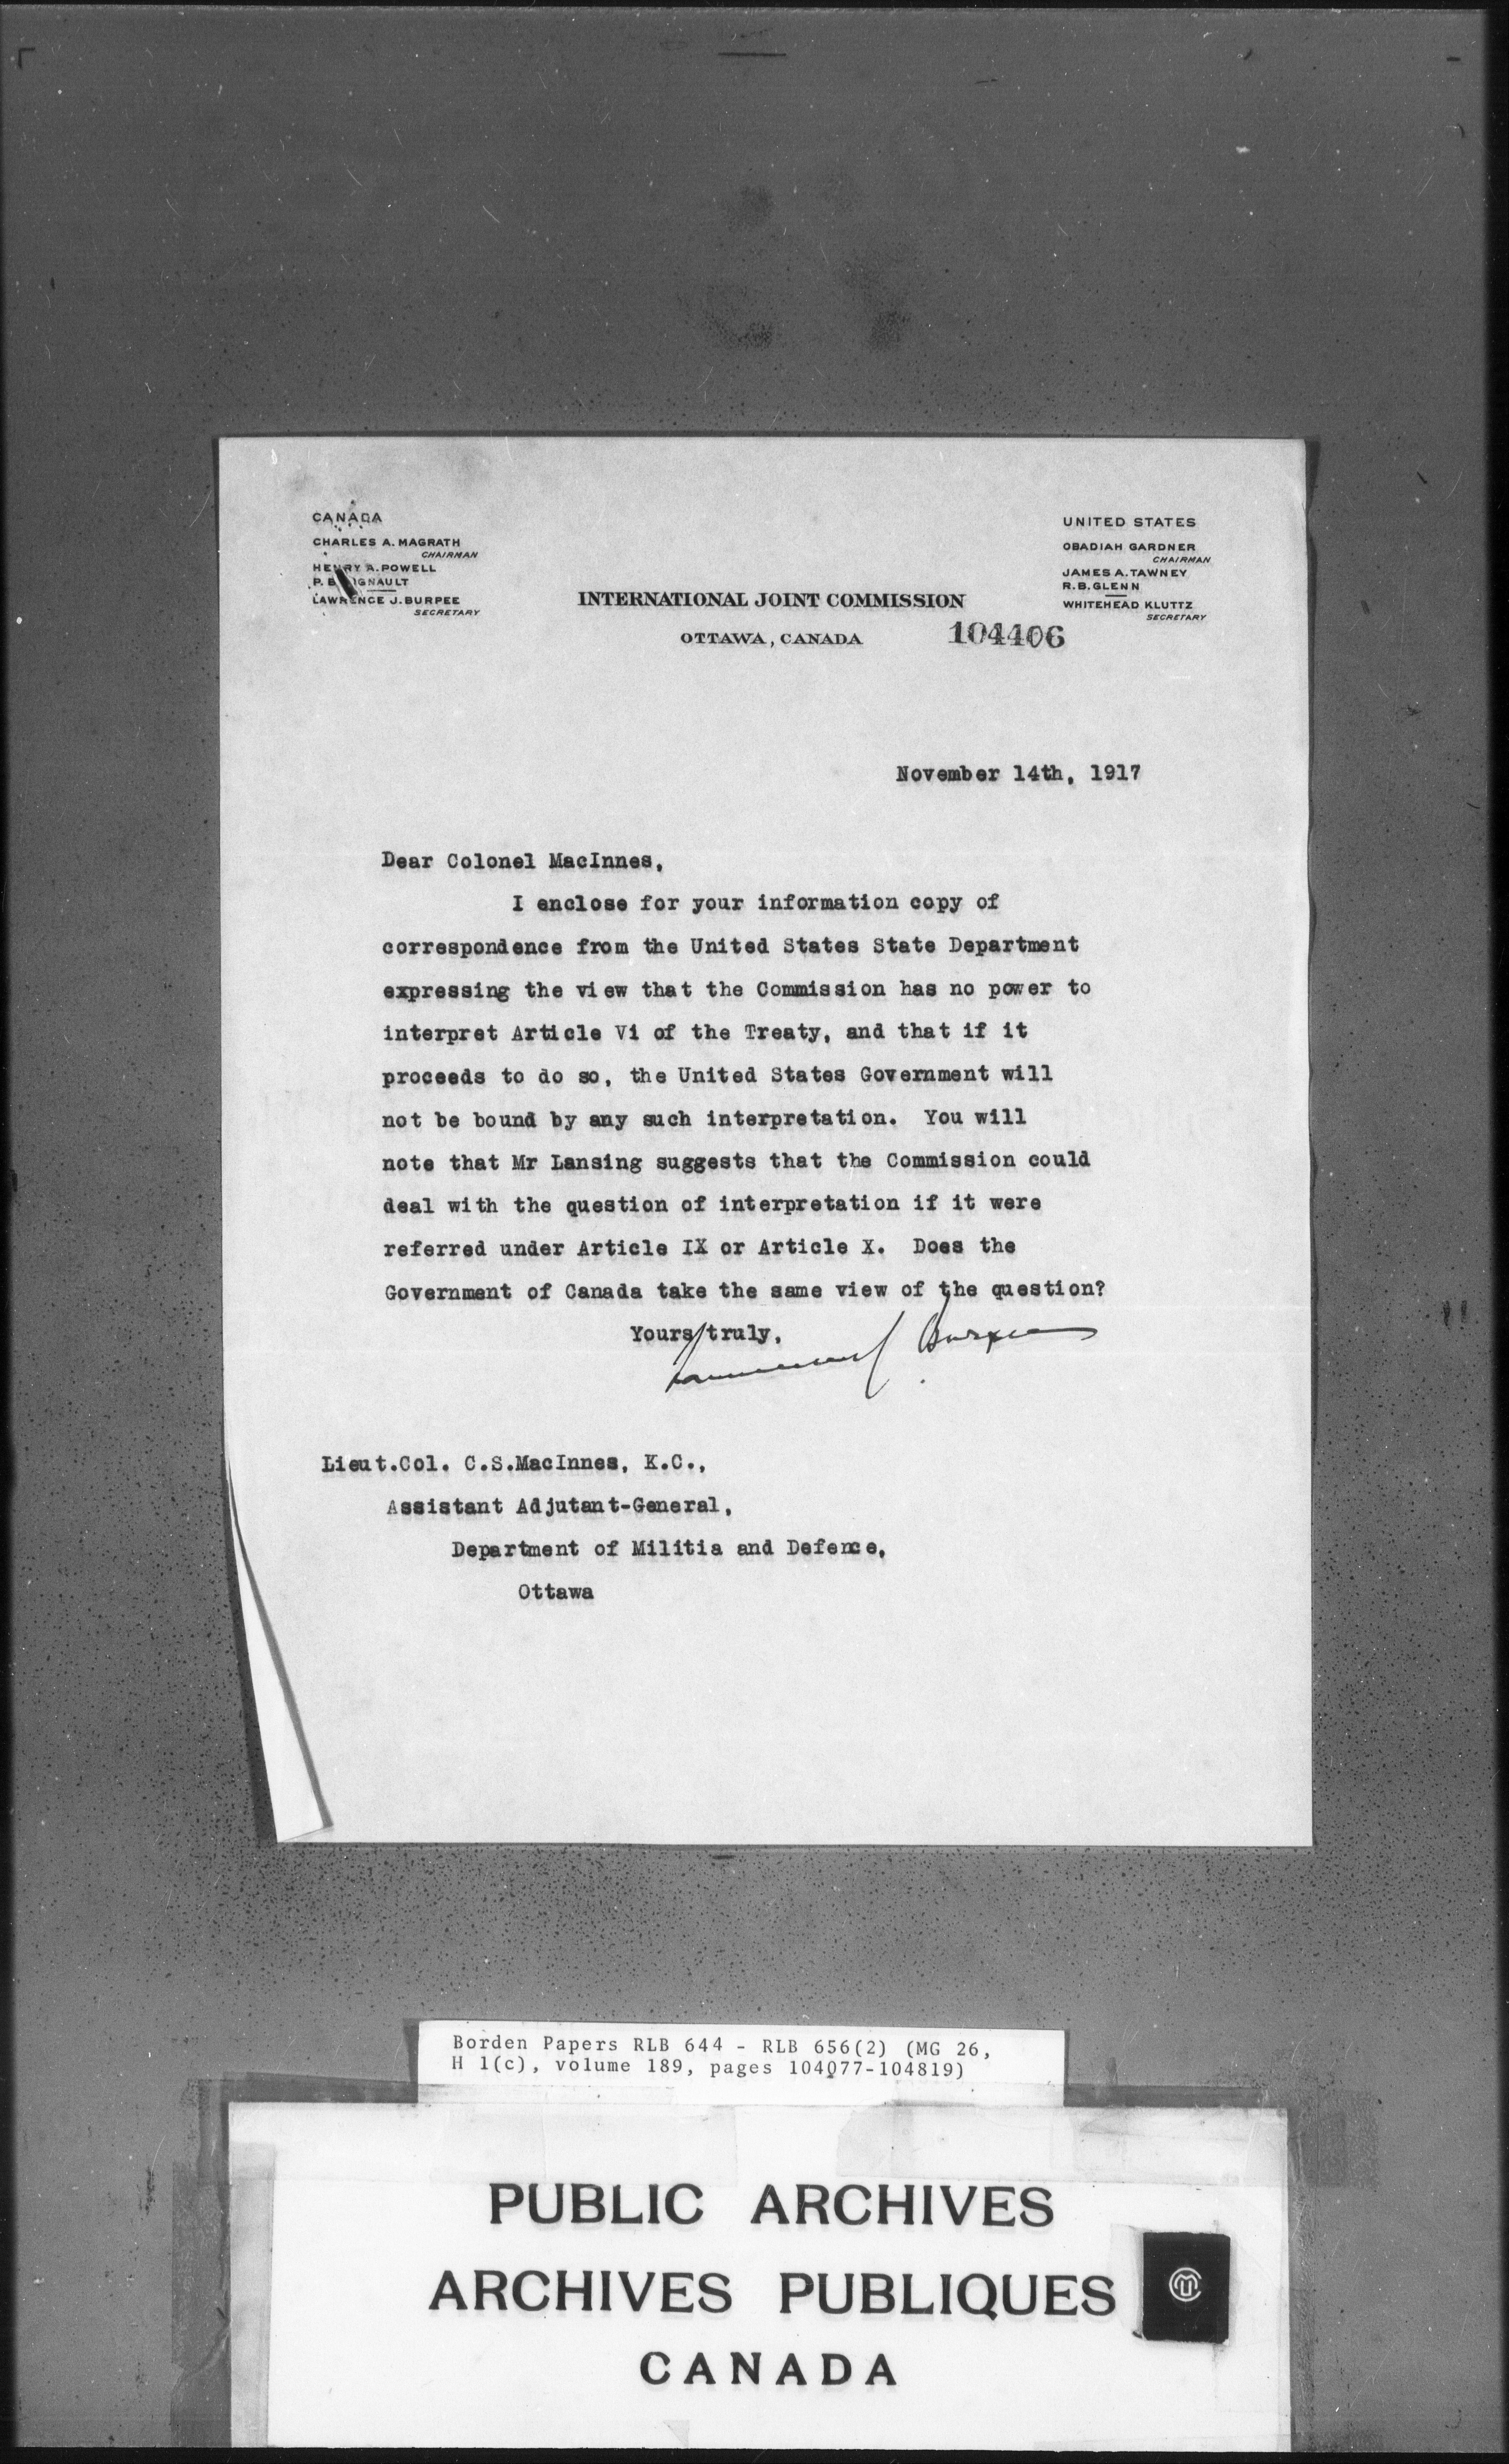 CANADA
CHARLES A. MAGRATH
CHAIRMAN
HENRY A. POWELL
P. B
IGNAULT
LAWRENCE J. BURPEE
SECRETARY
UNITED STATES
OBADIAH GARDNER
CHAIRMAN
JAMES A. TAWNEY
R. B. GLENN
WHITEHEAD KLUTTZ
SECRETARY
INTERNATIONAL JOINT COMMISSION
OTTAWA, CANADA
104406
November 14th, 1917
Dear Colonel MacInnes,
I enclose for your information copy of
correspondence from the United States State Department
expressing the view that the Commission has no power to
interpret Article Vi of the Treaty, and that if it
proceeds to do so, the United States Government will
not be bound by any such interpretation. You will
note that Mr Lansing suggests that the Commission could
deal with the question of interpretation if it were
referred under Article IX or Article X. Does the
Government of Canada take the same view of the question?
Yours truly,
Lawrence J Burpee
Lieut.Col. C.S.MacInnes, K.C.,
Assistant Adjutant-General,
Department of Militia and Defence,
Ottawa
Borden Papers RLB 644 - RLB 656(2) (MG 26,
H 1(c), volume 189, pages 104077-104819)
PUBLIC ARCHIVES
ARCHIVES PUBLIQUES
CANADA